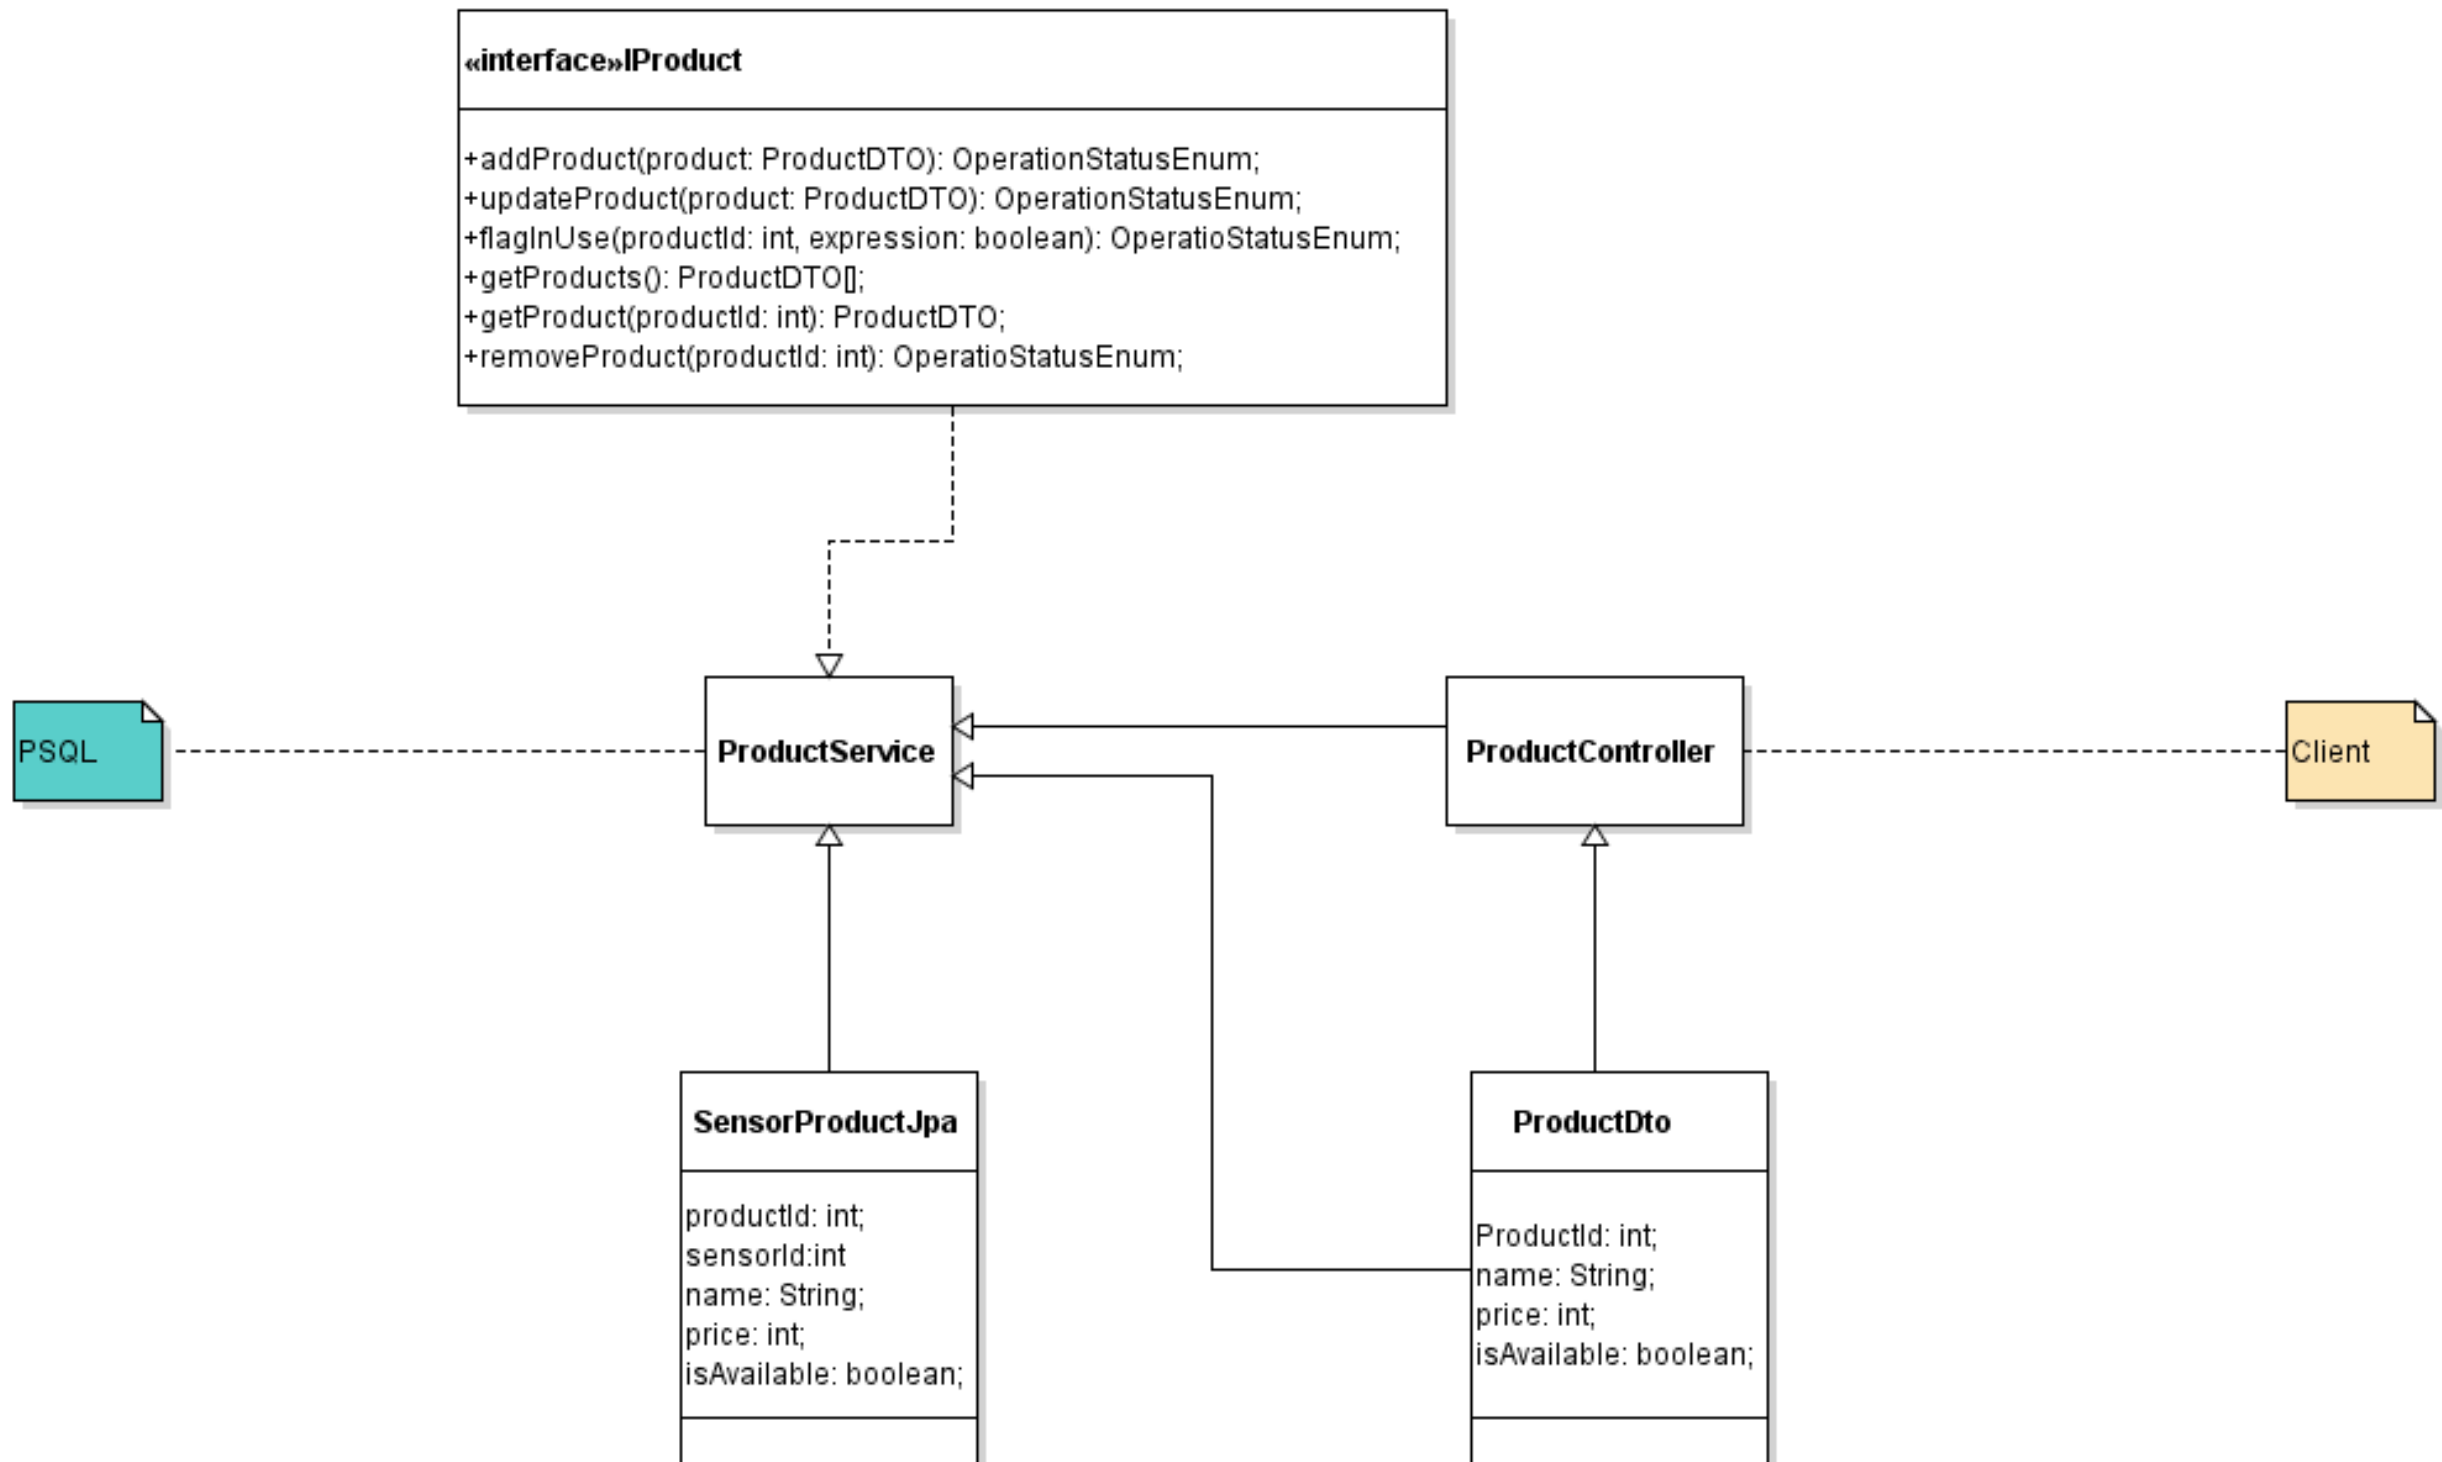 «interface»IProduct
+addProduct(product: ProductDTO): OperationStatusEnum;
+updateProduct(product: ProductDTO): OperationStatusEnum;
+flagInUse(productId: int, expression: boolean): OperatioStatusEnum;
+getProducts(): ProductDTO[];
+getProduct(productId: int): ProductDTO;
+removeProduct(productId: int): OperatioStatusEnum;
PSQL
ProductService
ProductController
Client
SensorProductJpa
productId: int;
sensorId:int
name: String;
price: int;
isAvailable: boolean;
ProductDto
ProductId: int;
name: String;
price: int;
isAvailable: boolean;